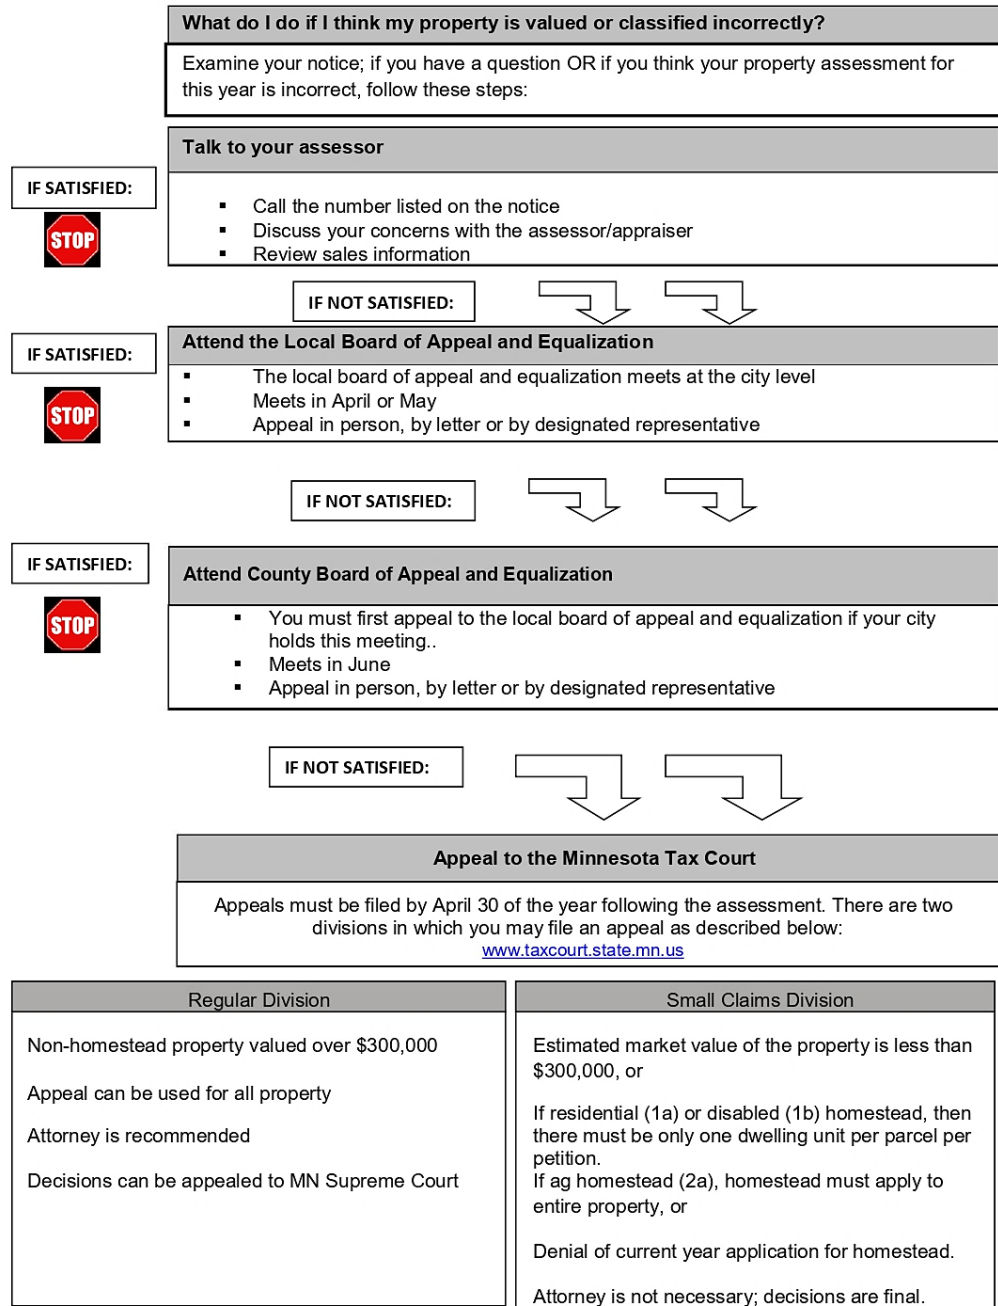 What do I do if I think my property is valued or classified incorrectly?
Examine your notice; if you have a question OR if you think your property assessment for
this year is incorrect, follow these steps:
Talk to your assessor
IF SATISFIED:
STOP
▪ Call the number listed on the notice
▪ Discuss your concerns with the assessor/appraiser
▪ Review sales information
IF NOT SATISFIED:
IF SATISFIED:
STOP
Attend the Local Board of Appeal and Equalization
▪ The local board of appeal and equalization meets at the city level
▪ Meets in April or May
▪ Appeal in person, by letter or by designated representative
IF NOT SATISFIED:
IF SATISFIED:
STOP
Attend County Board of Appeal and Equalization
▪ You must first appeal to the local board of appeal and equalization if your city
holds this meeting..
▪ Meets in June
▪ Appeal in person, by letter or by designated representative
IF NOT SATISFIED:
Appeal to the Minnesota Tax Court
Appeals must be filed by April 30 of the year following the assessment. There are two
divisions in which you may file an appeal as described below:
www.taxcourt.state.mn.us
Regular Division
Non-homestead property valued over $300,000
Appeal can be used for all property
Attorney is recommended
Decisions can be appealed to MN Supreme Court
Small Claims Division
Estimated market value of the property is less than
$300,000, or
If residential (1a) or disabled (1b) homestead, then
there must be only one dwelling unit per parcel per
petition.
If ag homestead (2a), homestead must apply to
entire property, or
Denial of current year application for homestead.
Attorney is not necessary; decisions are final.